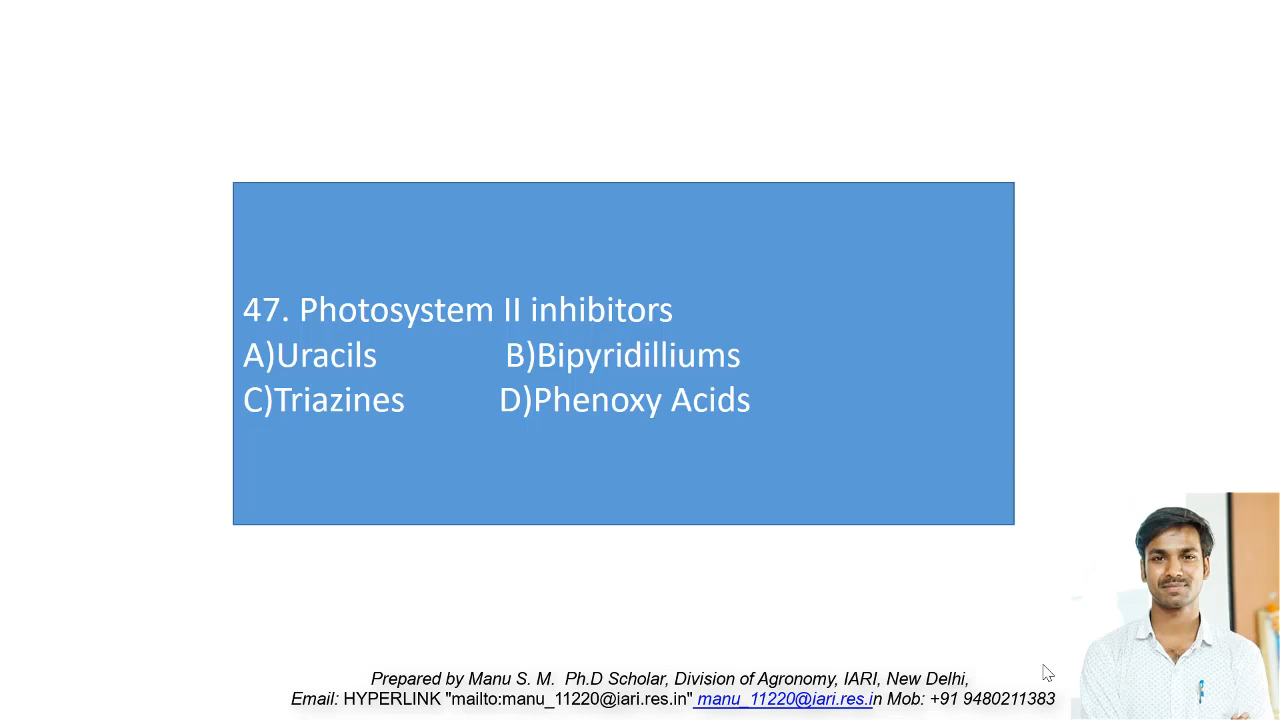 47. Photosystem II inhibitors
A)Uracils B)Bipyridilliums
C)Triazines D)Phenoxy Acids
Prepared by Manu S. M. Ph.D Scholar, Division of Agronomy, IARI, New Delhi,
Email: HYPERLINK "mailto:manu_11220@iari.res.in" manu_11220@iari.res.in Mob: +91 9480211383